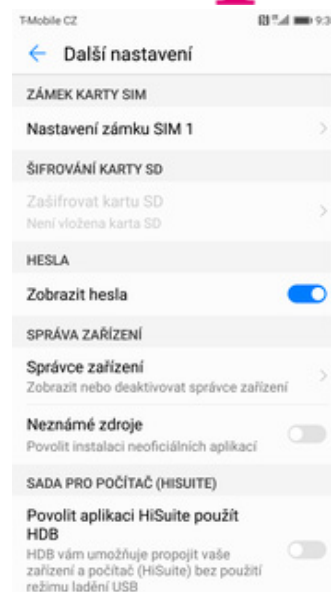 T-Mobile CZ 9:3
Další nastavení
ZÁMEK KARTY SIM
Nastavení zámku SIM 1
ŠIFROVÁNÍ KARTY SD
Zašifrovat kartu SD
Není vložena karta SD
HESLA
Zobrazit hesla
SPRÁVA ZAŘÍZENÍ
Správce zařízení
Zobrazit nebo deaktivovat správce zařízení
Neznámé zdroje
Povolit instalaci neoficiálních aplikací
SADA PRO POČÍTAČ (HISUITE)
Povolit aplikaci HiSuite použít
HDB
HDB vám umožňuje propojit vaše
zařízení a počítač (HiSuite) bez použití
režimu ladění USB